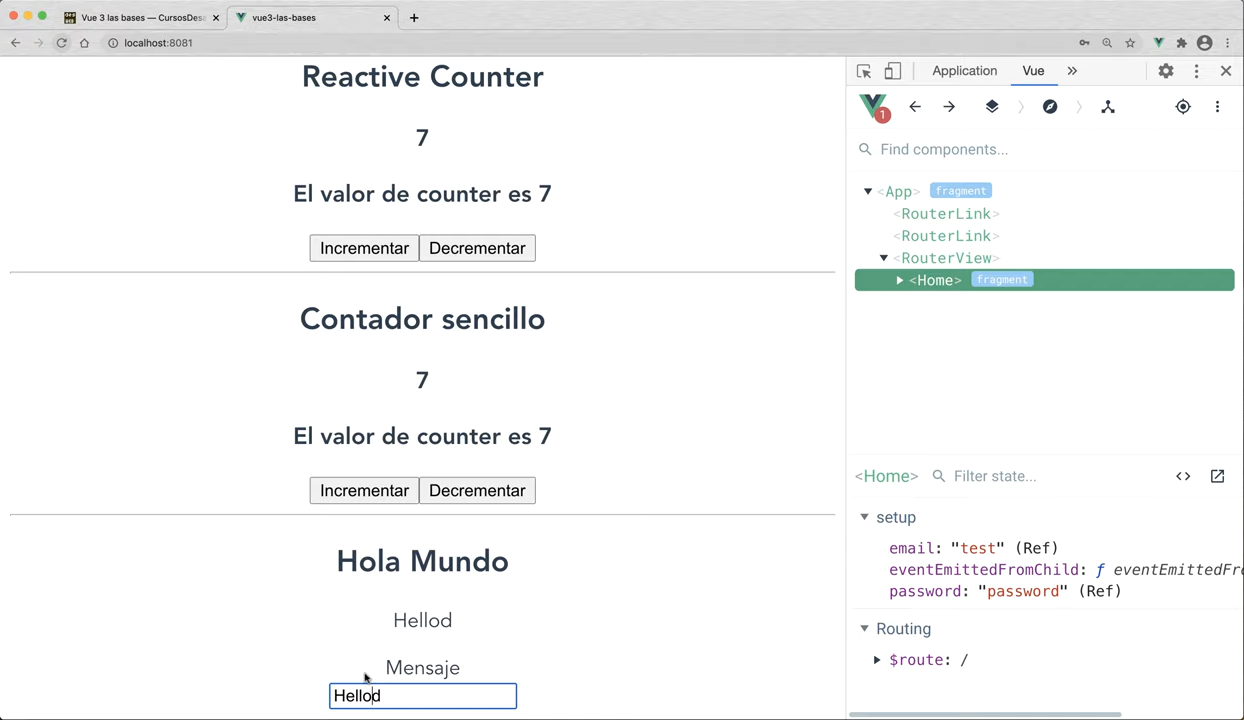 Vue 3 las bases — CursosDesa
vue3-las-bases
localhost:8081
Reactive Counter
7
El valor de counter es 7
Incrementar Decrementar
Contador sencillo
7
El valor de counter es 7
Incrementar Decrementar
Hola Mundo
Hellod
Mensaje
Hellod
Application Vue
1
Find components...
<App> fragment
<RouterLink>
<RouterLink>
<RouterView>
<Home> fragment
<Home> Filter state...
setup
email: "test" (Ref)
eventEmittedFromChild: ƒ eventEmittedFro
password: "password" (Ref)
Routing
$route: /